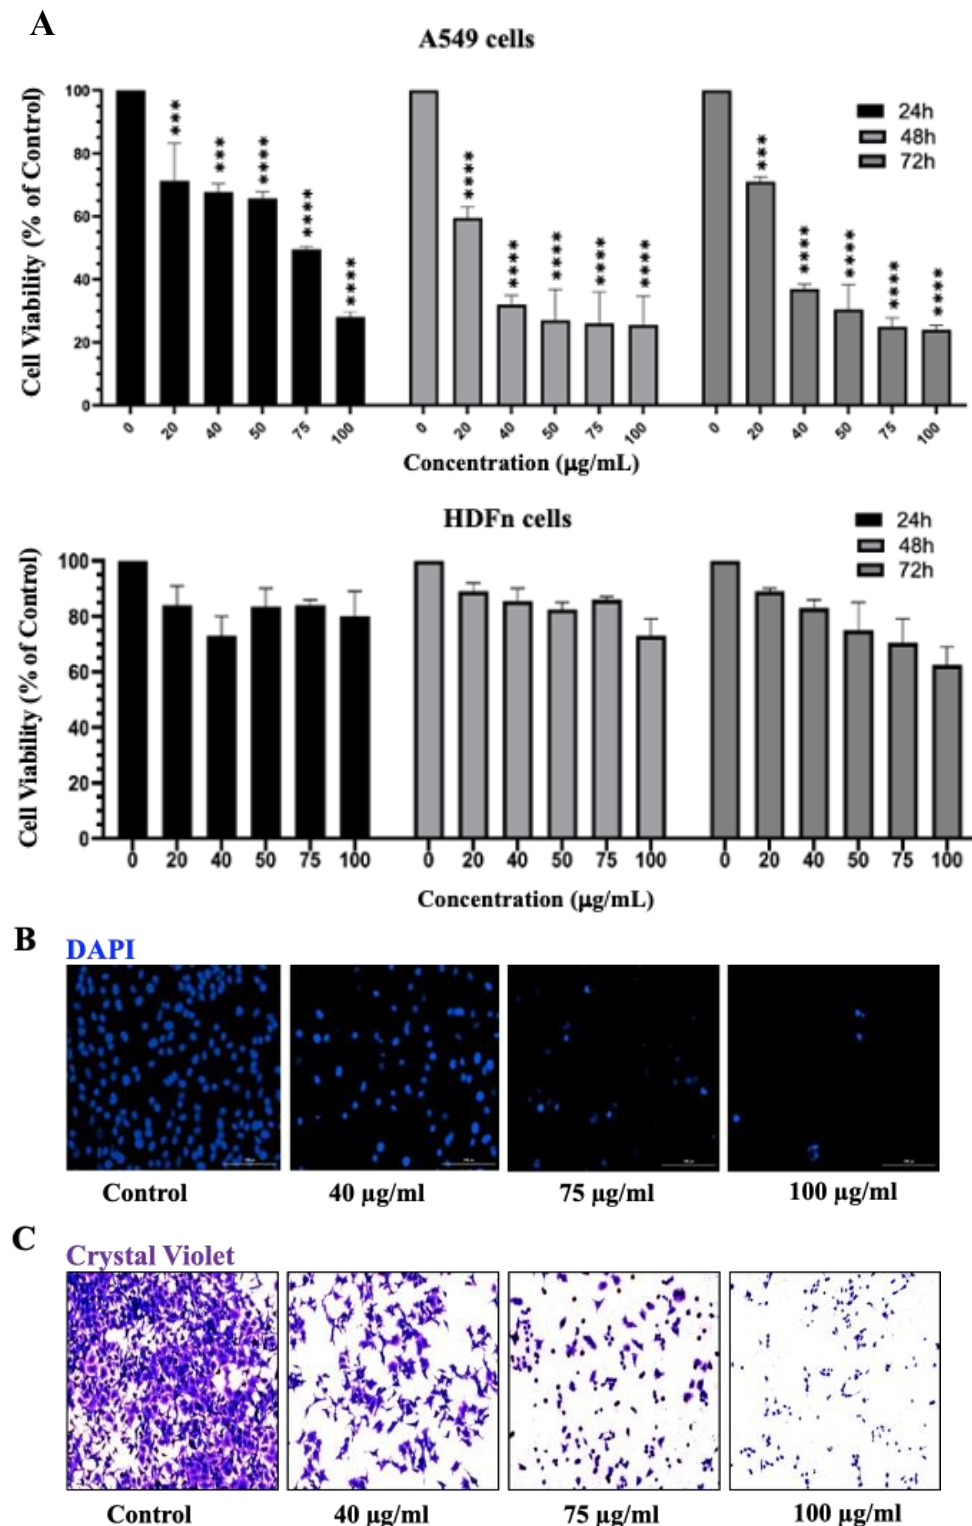 A
A549 cells
Cell Viability (% of Control)
100
80
60
40
20
0
***
***
****
****
****
****
****
****
****
****
***
****
****
****
****
24h
48h
72h
0 20 40 50 75 100 0 20 40 50 75 100 0 20 40 50 75 100
Concentration (µg/mL)
HDFn cells
Cell Viability (% of Control)
100
80
60
40
20
0
24h
48h
72h
0 20 40 50 75 100 0 20 40 50 75 100 0 20 40 50 75 100
Concentration (µg/mL)
B
DAPI
Control 40 µg/ml 75 µg/ml 100 µg/ml
C
Crystal Violet
Control 40 µg/ml 75 µg/ml 100 µg/ml